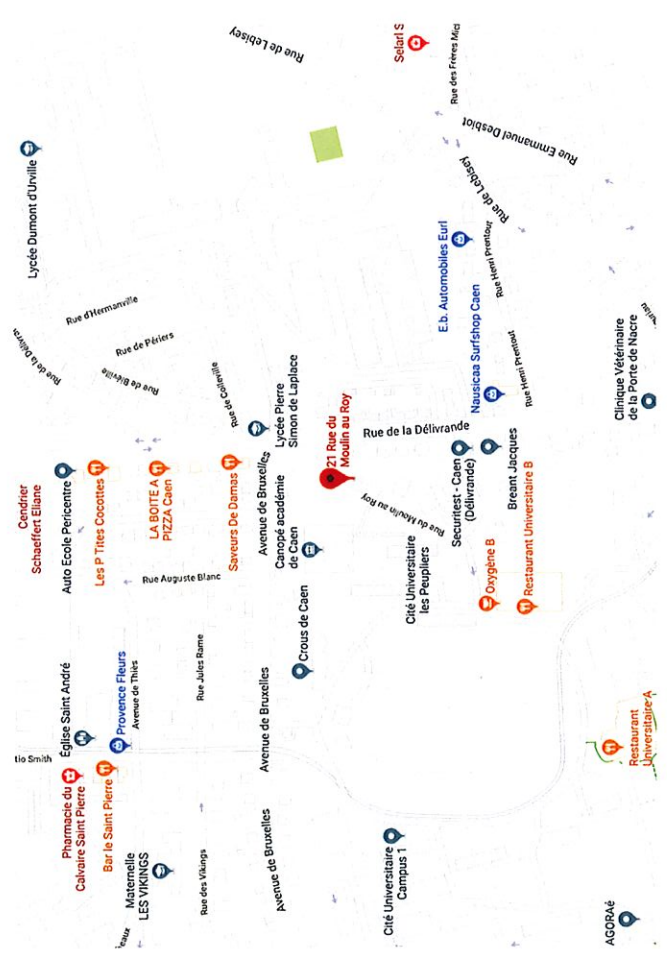 tio Smith
Rue de la Délivran
Cendrier
Schaeffert Eliane
Lycée Dumont d'Urville
Église Saint André
Auto Ecole Pericentre
Pharmacie du
Calvaire Saint Pierre
Rue d'Hermanville
Bar le Saint Pierre
Provence Fleurs
Les P Tites Cocottes
Rue de Biéville
Rue de Périers
eaux
Maternelle
LES VIKINGS
Avenue de Thiès
Rue Auguste Blanc
LA BOITE A
PIZZA Caen
Rue des Vikings
Rue Jules Rame
Saveurs De Damas
Rue de Colleville
Rue de Lebisey
Avenue de Bruxelles
Avenue de Bruxelles
Avenue de Bruxelles
Canopé académie
de Caen
Lycée Pierre
Simon de Laplace
Crous de Caen
21 Rue du
Moulin au Roy
Cité Universitaire
Campus 1
Cité Universitaire
les Peupliers
Rue du Moulin au Roy
Rue de la Délivrande
Selarl S
Rue des Frères Mici
E.b. Automobiles Eurl
Securitest - Caen
(Délivrande)
Nausicaa Surfshop Caen
Rue de Lebisey
Rue Emmanuel Desbiot
Oxygène B
Breant Jacques
Rue Henri Prentout
Rue Henri Prentout
Restaurant Universitaire B
AGORAé
Restaurant
Universitaire A
Clinique Vétérinaire
de la Porte de Nacre